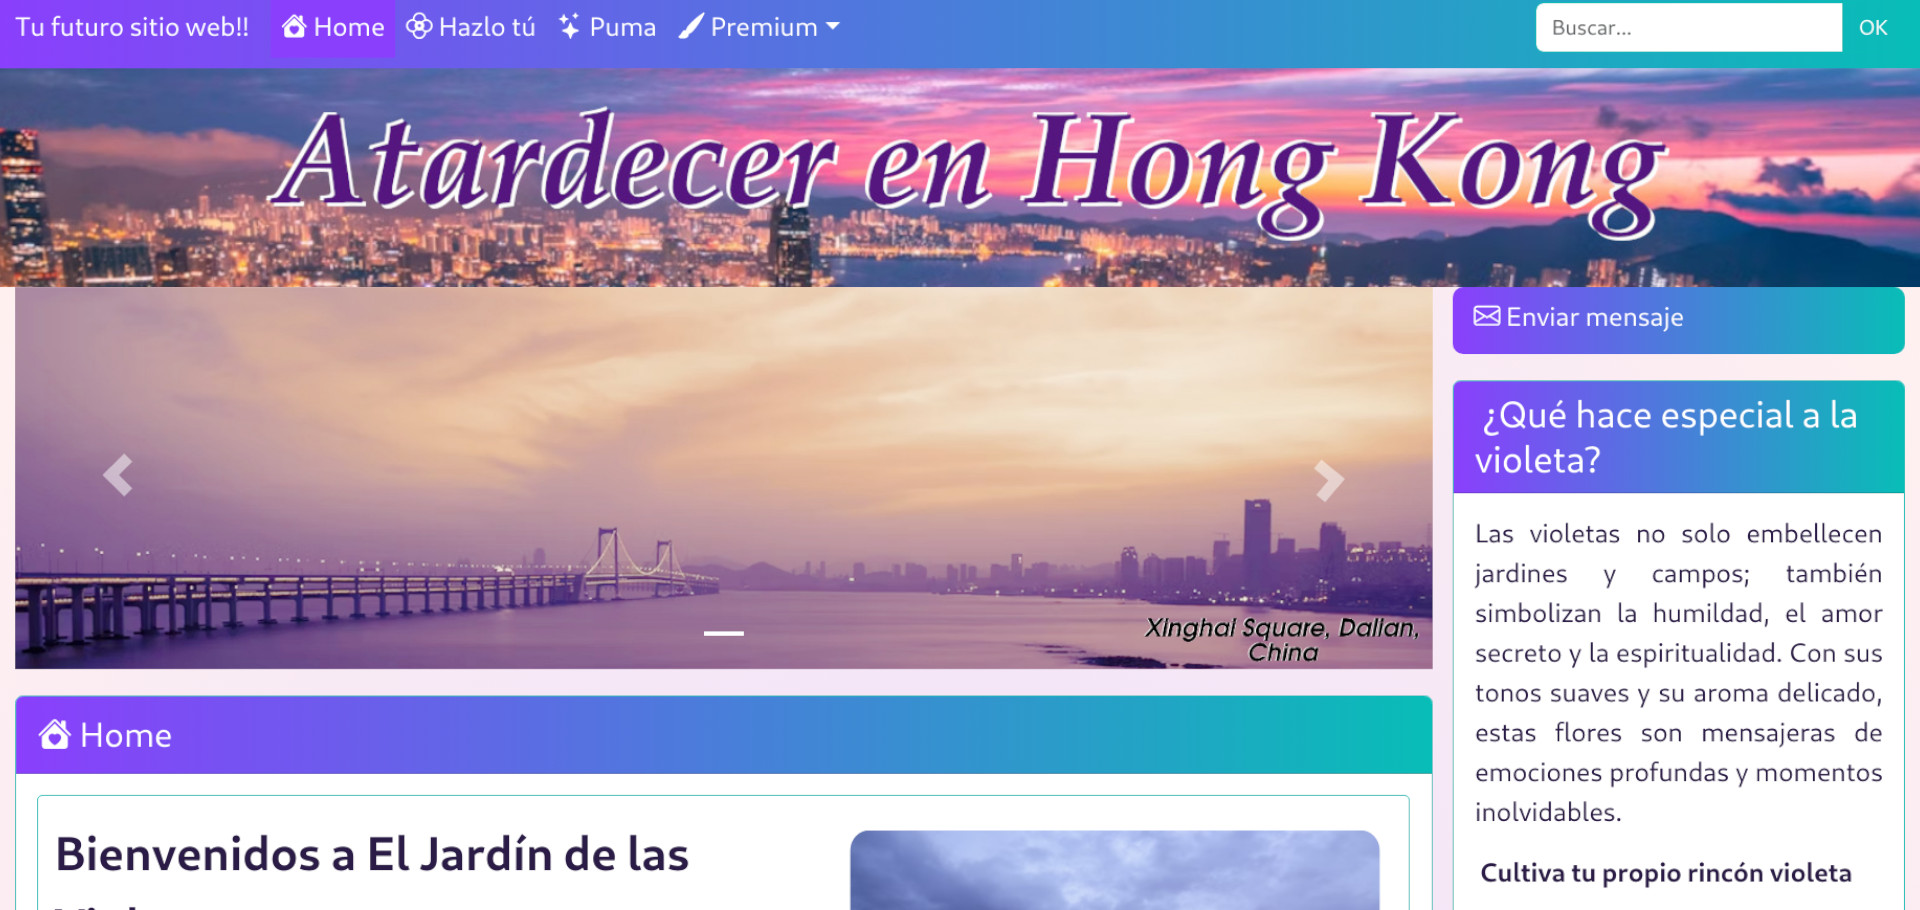 Tu futuro sitio web!! Home Hazlo tú Puma Premium Buscar... OK
Atardecer en Hong Kong
Xinghai Square, Dalian,
China
Home
Bienvenidos a El Jardín de las
Enviar mensaje
¿Qué hace especial a la
violeta?
Las violetas no solo embellecen
jardines y campos; también
simbolizan la humildad, el amor
secreto y la espiritualidad. Con sus
tonos suaves y su aroma delicado,
estas flores son mensajeras de
emociones profundas y momentos
inolvidables.
Cultiva tu propio rincón violeta